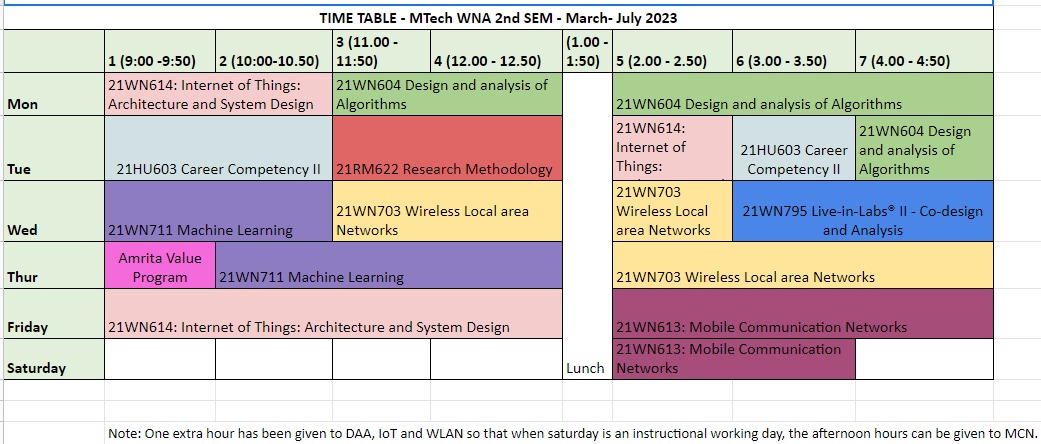 TIME TABLE - MTech WNA 2nd SEM - March- July 2023
1 (9:00 -9:50)
2 (10:00-10.50)
3 (11.00 -
11:50)
4 (12.00 - 12.50)
(1.00 -
1:50)
5 (2.00 - 2.50)
6 (3.00 - 3.50)
7 (4.00 - 4:50)
Mon
21WN614: Internet of Things:
Architecture and System Design
21WN604 Design and analysis of
Algorithms
21WN604 Design and analysis of Algorithms
Tue
21HU603 Career Competency II
21RM622 Research Methodology
21WN614:
Internet of
Things:
21HU603 Career
Competency II
21WN604 Design
and analysis of
Algorithms
Wed
21WN711 Machine Learning
21WN703 Wireless Local area
Networks
21WN703
Wireless Local
area Networks
21WN795 Live-in-Labs® II - Co-design
and Analysis
Thur
Amrita Value
Program
21WN711 Machine Learning
21WN703 Wireless Local area Networks
Friday
21WN614: Internet of Things: Architecture and System Design
21WN613: Mobile Communication Networks
Saturday
Lunch
21WN613: Mobile Communication
Networks
Note: One extra hour has been given to DAA, IoT and WLAN so that when saturday is an instructional working day, the afternoon hours can be given to MCN.